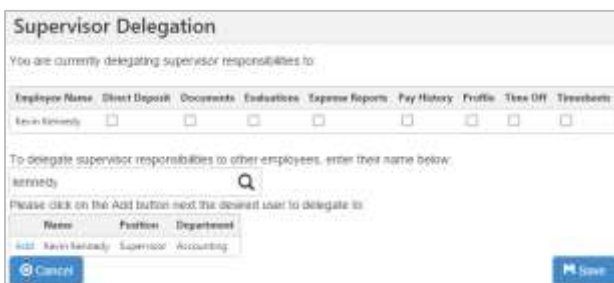 Supervisor Delegation
You are currently delegating supervisor responsibilities to:
Employee Name Direct Deposit Documents Evaluations Expense Reports Pay History Profile Time Off Timesheets
Kevin Kennedy
To delegate supervisor responsibilities to other employees, enter their name below:
kennedy
Please click on the Add button next the desired user to delegate to
Name Position Department
Add Kevin Kennedy Supervisor Accounting
Cancel Save